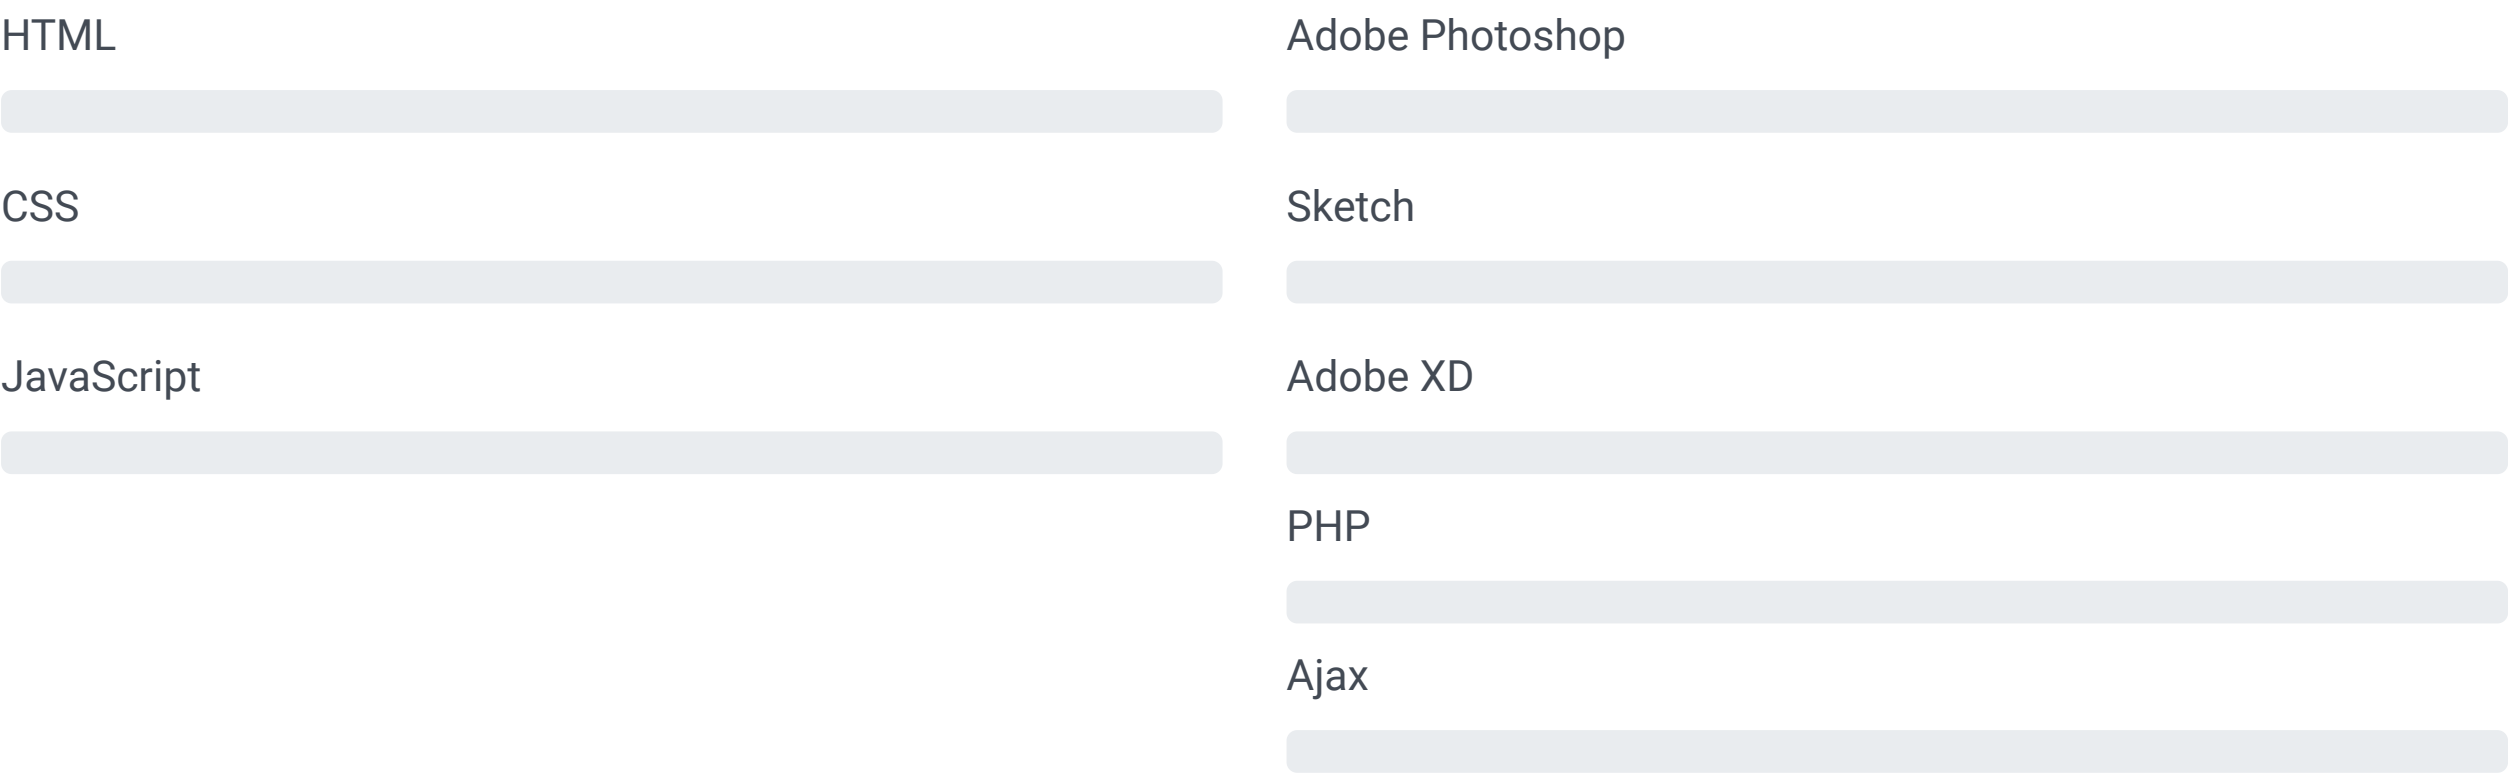 HTML
CSS
JavaScript
Adobe Photoshop
Sketch
Adobe XD
PHP
Ajax